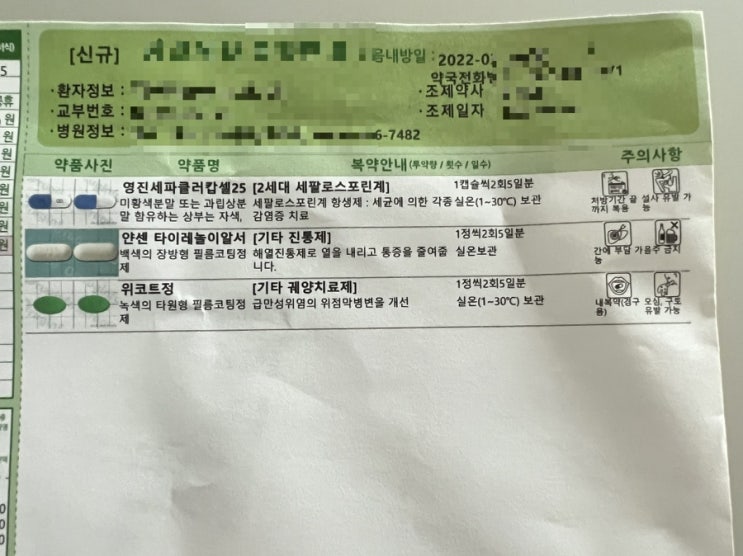 [신규]
내방일 : 2022-0
약국전화번 /1
·환자정보 : ·조제약사
·교부번호 : ·조제일자
·병원정보 : 6-7482
약품사진 약품명 복약안내(투약량 / 횟수 / 일수) 주의사항
영진세파클러캅셀25 [2세대 세팔로스포린계] 1캡슐씩2회5일분
미황색분말 또는 과립상분 세팔로스포린계 항생제 : 세균에 의한 각종 실온(1~30℃) 보관 처방기간 끝 설사 유발 가
말 함유하는 상부는 자색, 감염증 치료 까지 복용 능
얀센 타이레놀이알서 [기타 진통제] 1정씩2회5일분
백색의 장방형 필름코팅정 해열진통제로 열을 내리고 통증을 줄여줍 실온보관 간에 부담 가 음주 금지
제 니다. 능
위코트정 [기타 궤양치료제] 1정씩2회5일분
녹색의 타원형 필름코팅정 급만성위염의 위점막병변을 개선 실온(1~30℃) 보관 내복약(경구 오심, 구토
제 용) 유발 가능
5
원
원
원
원
원
원
원